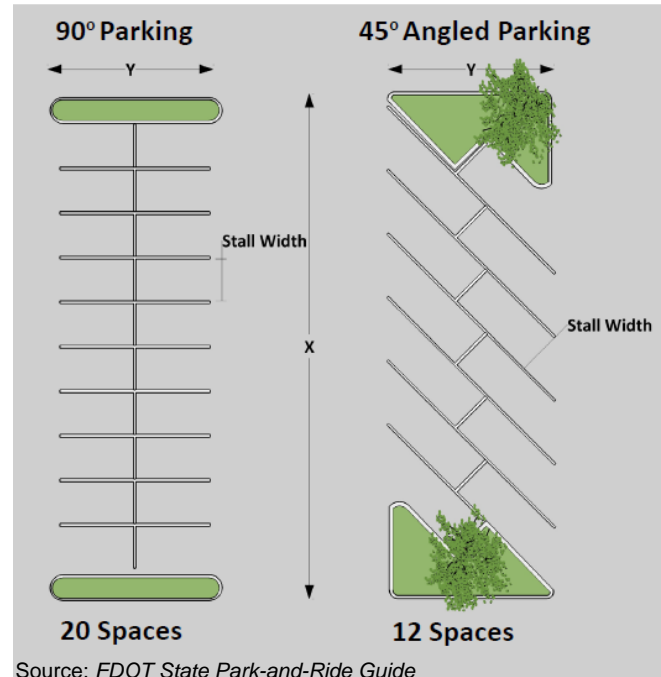 90° Parking
45° Angled Parking
Y
Y
Stall Width
X
Stall Width
20 Spaces
12 Spaces
Source: FDOT State Park-and-Ride Guide